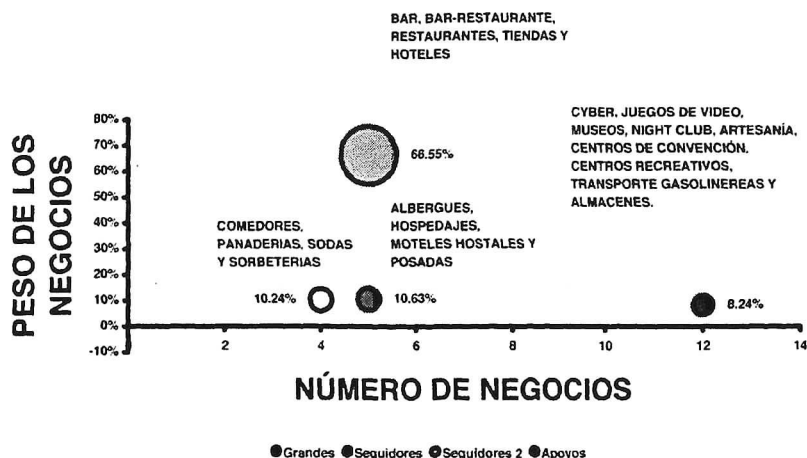 BAR, BAR-RESTAURANTE,
RESTAURANTES, TIENDAS Y
HOTELES
PESO DE LOS
NEGOCIOS
80%
70%
60%
50%
40%
30%
20%
10%
0%
-10%
66.55%
CYBER, JUEGOS DE VIDEO,
MUSEOS, NIGHT CLUB, ARTESANÍA,
CENTROS DE CONVENCIÓN.
CENTROS RECREATIVOS,
TRANSPORTE GASOLINEREAS Y
ALMACENES.
COMEDORES,
PANADERIAS, SODAS
Y SORBETERIAS
ALBERGUES,
HOSPEDAJES,
MOTELES HOSTALES Y
POSADAS
10.24%
10.63%
8.24%
2 4 6 8 10 12 14
NÚMERO DE NEGOCIOS
Grandes Seguidores Seguidores 2 Apoyos